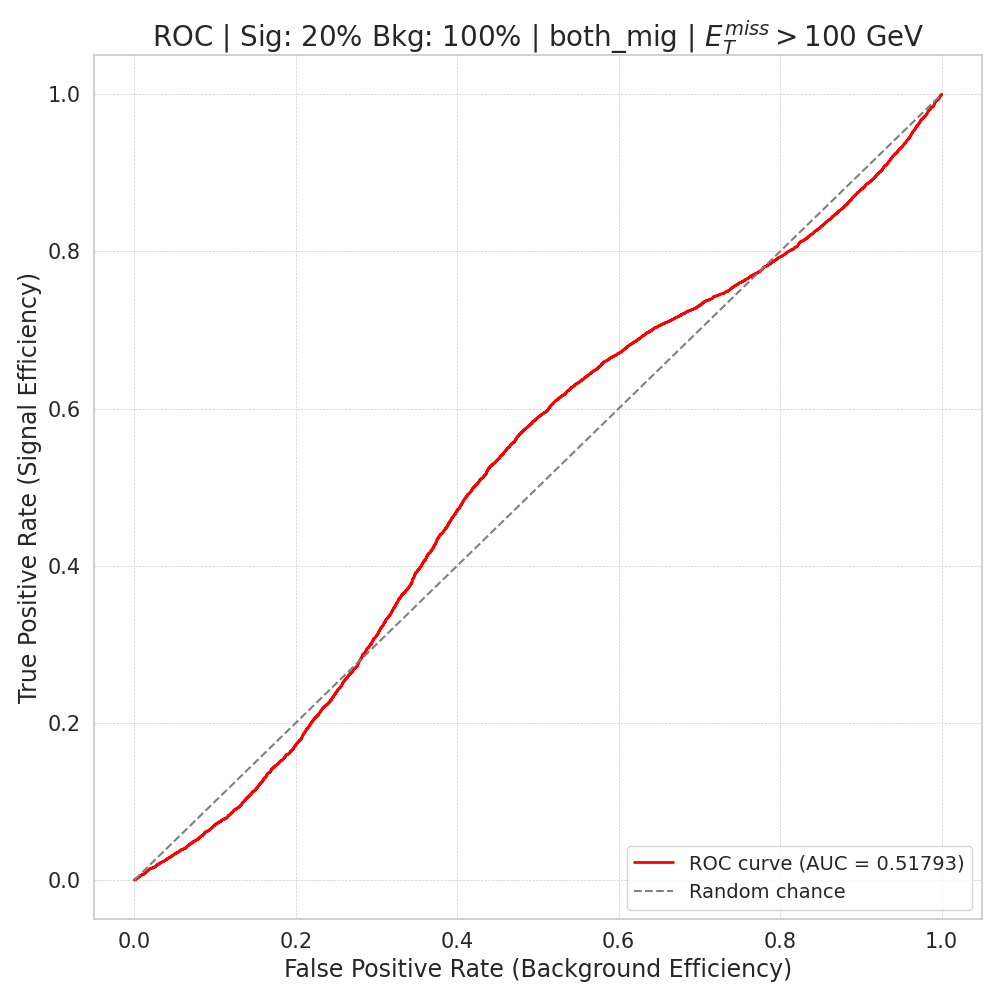 ROC | Sig: 20% Bkg: 100% | both_mig | $E_T^{miss} > 100$ GeV
1.0
0.8
0.6
0.4
0.2
0.0
True Positive Rate (Signal Efficiency)
ROC curve (AUC = 0.51793)
Random chance
0.0 0.2 0.4 0.6 0.8 1.0
False Positive Rate (Background Efficiency)